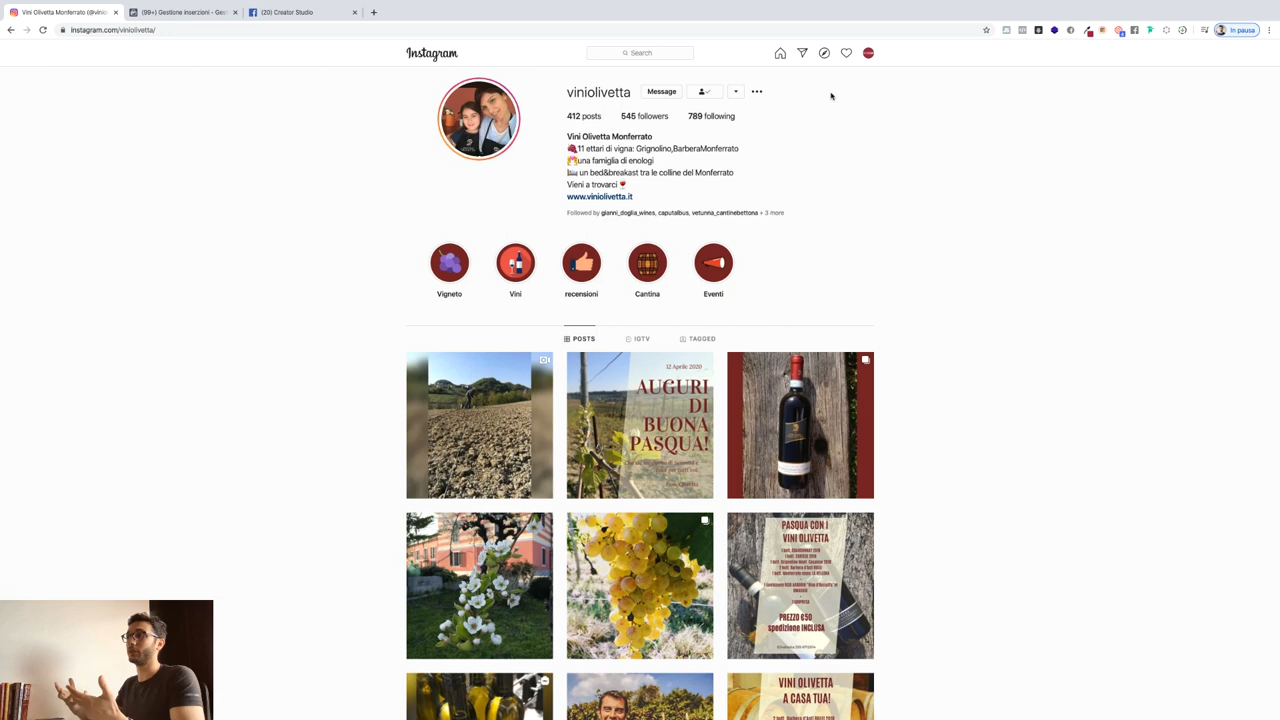 Vini Olivetta Monferrato (@vinio
(99+) Gestione inserzioni - Gest
(20) Creator Studio
instagram.com/viniolivetta/
In pausa
Instagram
Search
viniolivetta
Message
412 posts
545 followers
789 following
Vini Olivetta Monferrato
🍇11 ettari di vigna: Grignolino,BarberaMonferrato
una famiglia di enologi
🛏 un bed&breakast tra le colline del Monferrato
Vieni a trovarci🍷
www.viniolivetta.it
Followed by gianni_doglia_wines, caputalbus, vetunna_cantinebettona + 3 more
Vigneto
Vini
recensioni
Cantina
Eventi
POSTS
IGTV
TAGGED
12 Aprile 2020
AUGURI
DI
BUONA
PASQUA!
PASQUA CON I
VINI OLIVETTA
PREZZO €50
spedizione INCLUSA
VINI OLIVETTA
A CASA TUA!